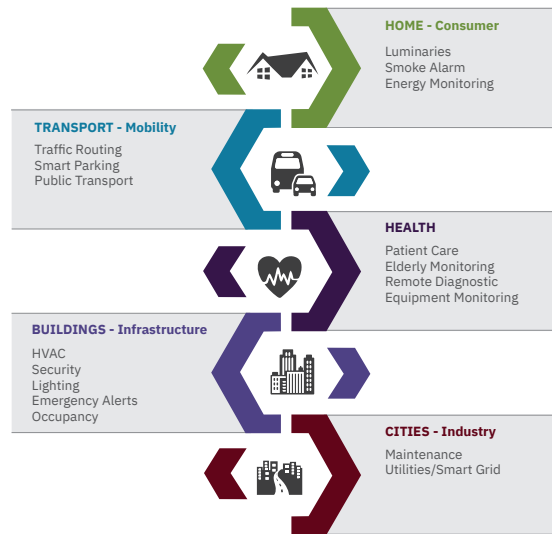 HOME - Consumer
Luminaries
Smoke Alarm
Energy Monitoring
TRANSPORT - Mobility
Traffic Routing
Smart Parking
Public Transport
HEALTH
Patient Care
Elderly Monitoring
Remote Diagnostic
Equipment Monitoring
BUILDINGS - Infrastructure
HVAC
Security
Lighting
Emergency Alerts
Occupancy
CITIES - Industry
Maintenance
Utilities/Smart Grid